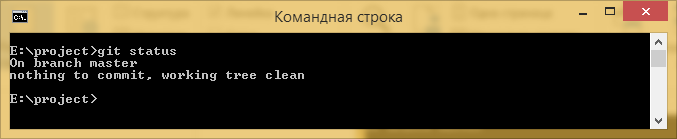 Командная строка
E:\project>git status
On branch master
nothing to commit, working tree clean
E:\project>